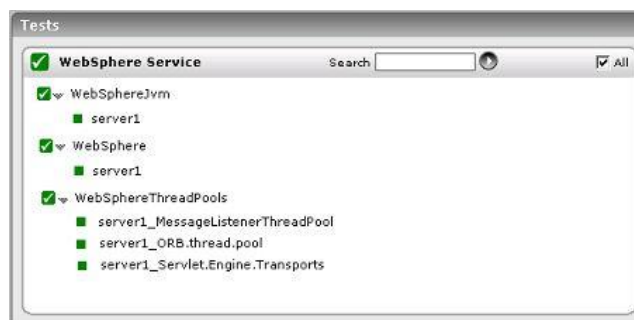 Tests
WebSphere Service Search All
WebSphereJvm
server1
WebSphere
server1
WebSphereThreadPools
server1_MessageListenerThreadPool
server1_ORB.thread.pool
server1_Servlet.Engine.Transports